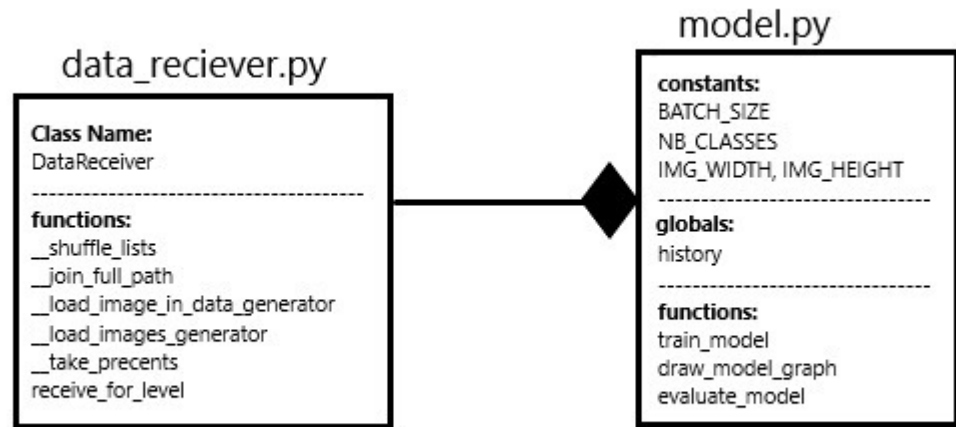 data_reciever.py
Class Name:
DataReceiver
---------------------------------------
functions:
__shuffle_lists
__join_full_path
__load_image_in_data_generator
__load_images_generator
__take_precents
receive_for_level
model.py
constants:
BATCH_SIZE
NB_CLASSES
IMG_WIDTH, IMG_HEIGHT
--------------------------------
globals:
history
--------------------------------
functions:
train_model
draw_model_graph
evaluate_model